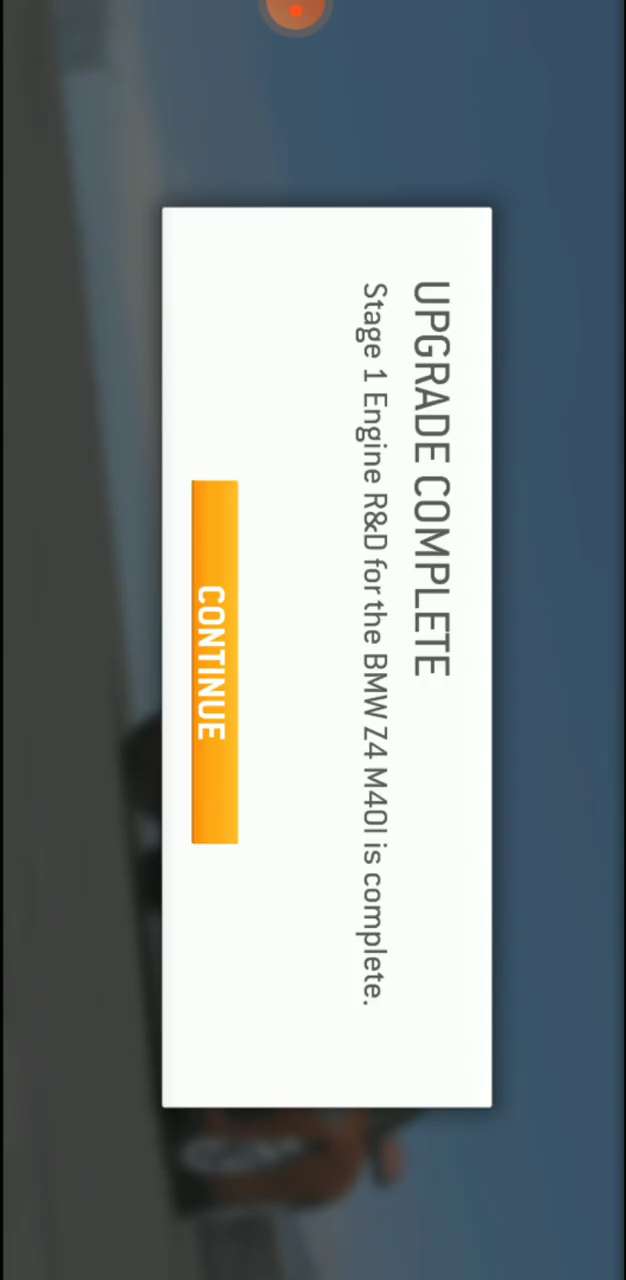 UPGRADE COMPLETE
Stage 1 Engine R&D for the BMW Z4 M40I is complete.
CONTINUE